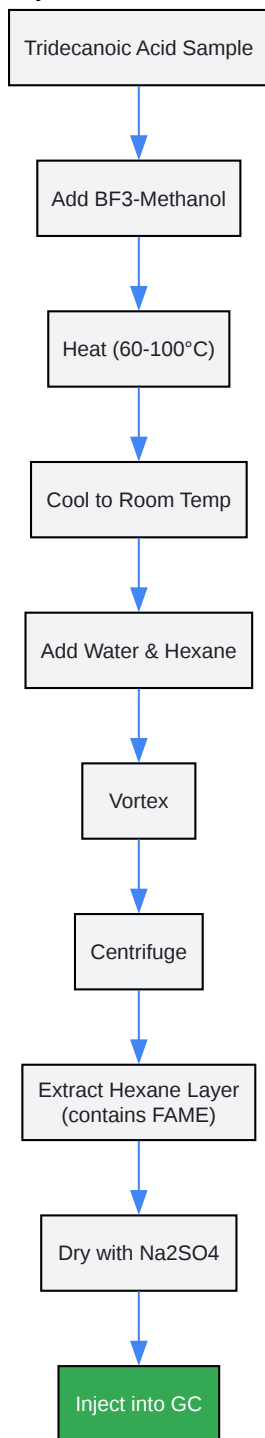 Tridecanoic Acid Sample
Add BF3-Methanol
Heat (60-100°C)
Cool to Room Temp
Add Water & Hexane
Vortex
Centrifuge
Extract Hexane Layer
(contains FAME)
Dry with Na2SO4
Inject into GC